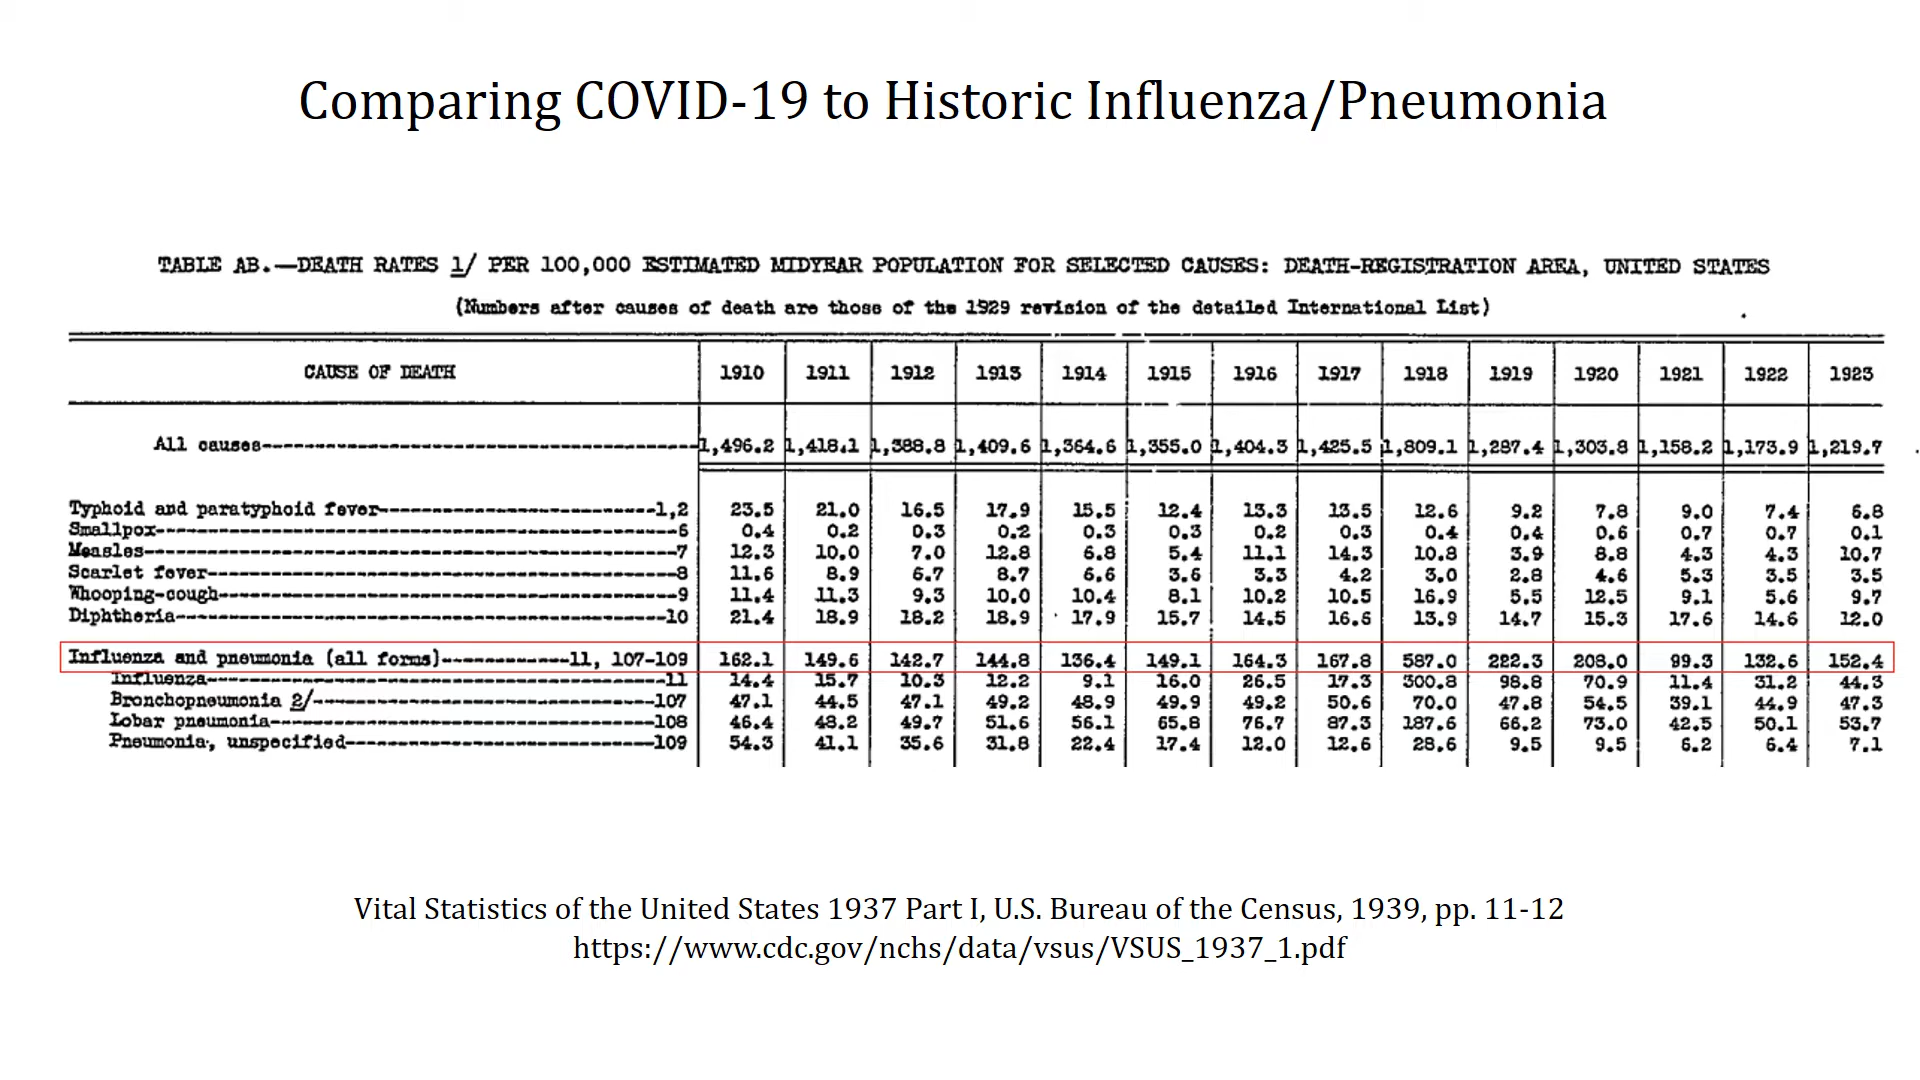 Comparing COVID-19 to Historic Influenza/Pneumonia
TABLE AB.—DEATH RATES 1/ PER 100,000 ESTIMATED MIDYEAR POPULATION FOR SELECTED CAUSES: DEATH-REGISTRATION AREA, UNITED STATES
(Numbers after causes of death are those of the 1929 revision of the detailed International List)
CAUSE OF DEATH 1910 1911 1912 1913 1914 1915 1916 1917 1918 1919 1920 1921 1922 1923
All causes 1,496.2 1,418.1 1,388.8 1,409.6 1,364.6 1,355.0 1,404.3 1,425.5 1,809.1 1,287.4 1,303.8 1,158.2 1,173.9 1,219.7
Typhoid and paratyphoid fever 1,2 23.5 21.0 16.5 17.9 15.5 12.4 13.3 13.5 12.6 9.2 7.8 9.0 7.4 6.8
Smallpox 6 0.4 0.2 0.3 0.2 0.3 0.3 0.2 0.3 0.4 0.4 0.6 0.7 0.7 0.1
Measles 7 12.3 10.0 7.0 12.8 6.8 5.4 11.1 14.3 10.8 3.9 8.8 4.3 4.3 10.7
Scarlet fever 8 11.6 8.9 6.7 8.7 6.6 3.6 3.3 4.2 3.0 2.8 4.6 5.3 3.5 3.5
Whooping-cough 9 11.4 11.3 9.3 10.0 10.4 8.1 10.2 10.5 16.9 5.5 12.5 9.1 5.6 9.7
Diphtheria 10 21.4 18.9 18.2 18.9 17.9 15.7 14.5 16.6 13.9 14.7 15.3 17.6 14.6 12.0
Influenza and pneumonia (all forms) 11, 107-109 162.1 149.6 142.7 144.8 136.4 149.1 164.3 167.8 587.0 222.3 208.0 99.3 132.6 152.4
Influenza 11 14.4 15.7 10.3 12.2 9.1 16.0 26.5 17.3 300.8 98.8 70.9 11.4 31.2 44.3
Bronchopneumonia 2/ 107 47.1 44.5 47.1 49.2 48.9 49.9 49.2 50.6 70.0 47.8 54.5 39.1 44.9 47.3
Lobar pneumonia 108 46.4 48.2 49.7 51.6 56.1 65.8 76.7 87.3 187.6 66.2 73.0 42.5 50.1 53.7
Pneumonia, unspecified 109 54.3 41.1 35.6 31.8 22.4 17.4 12.0 12.6 28.6 9.5 9.5 6.2 6.4 7.1
Vital Statistics of the United States 1937 Part I, U.S. Bureau of the Census, 1939, pp. 11-12
https://www.cdc.gov/nchs/data/vsus/VSUS_1937_1.pdf